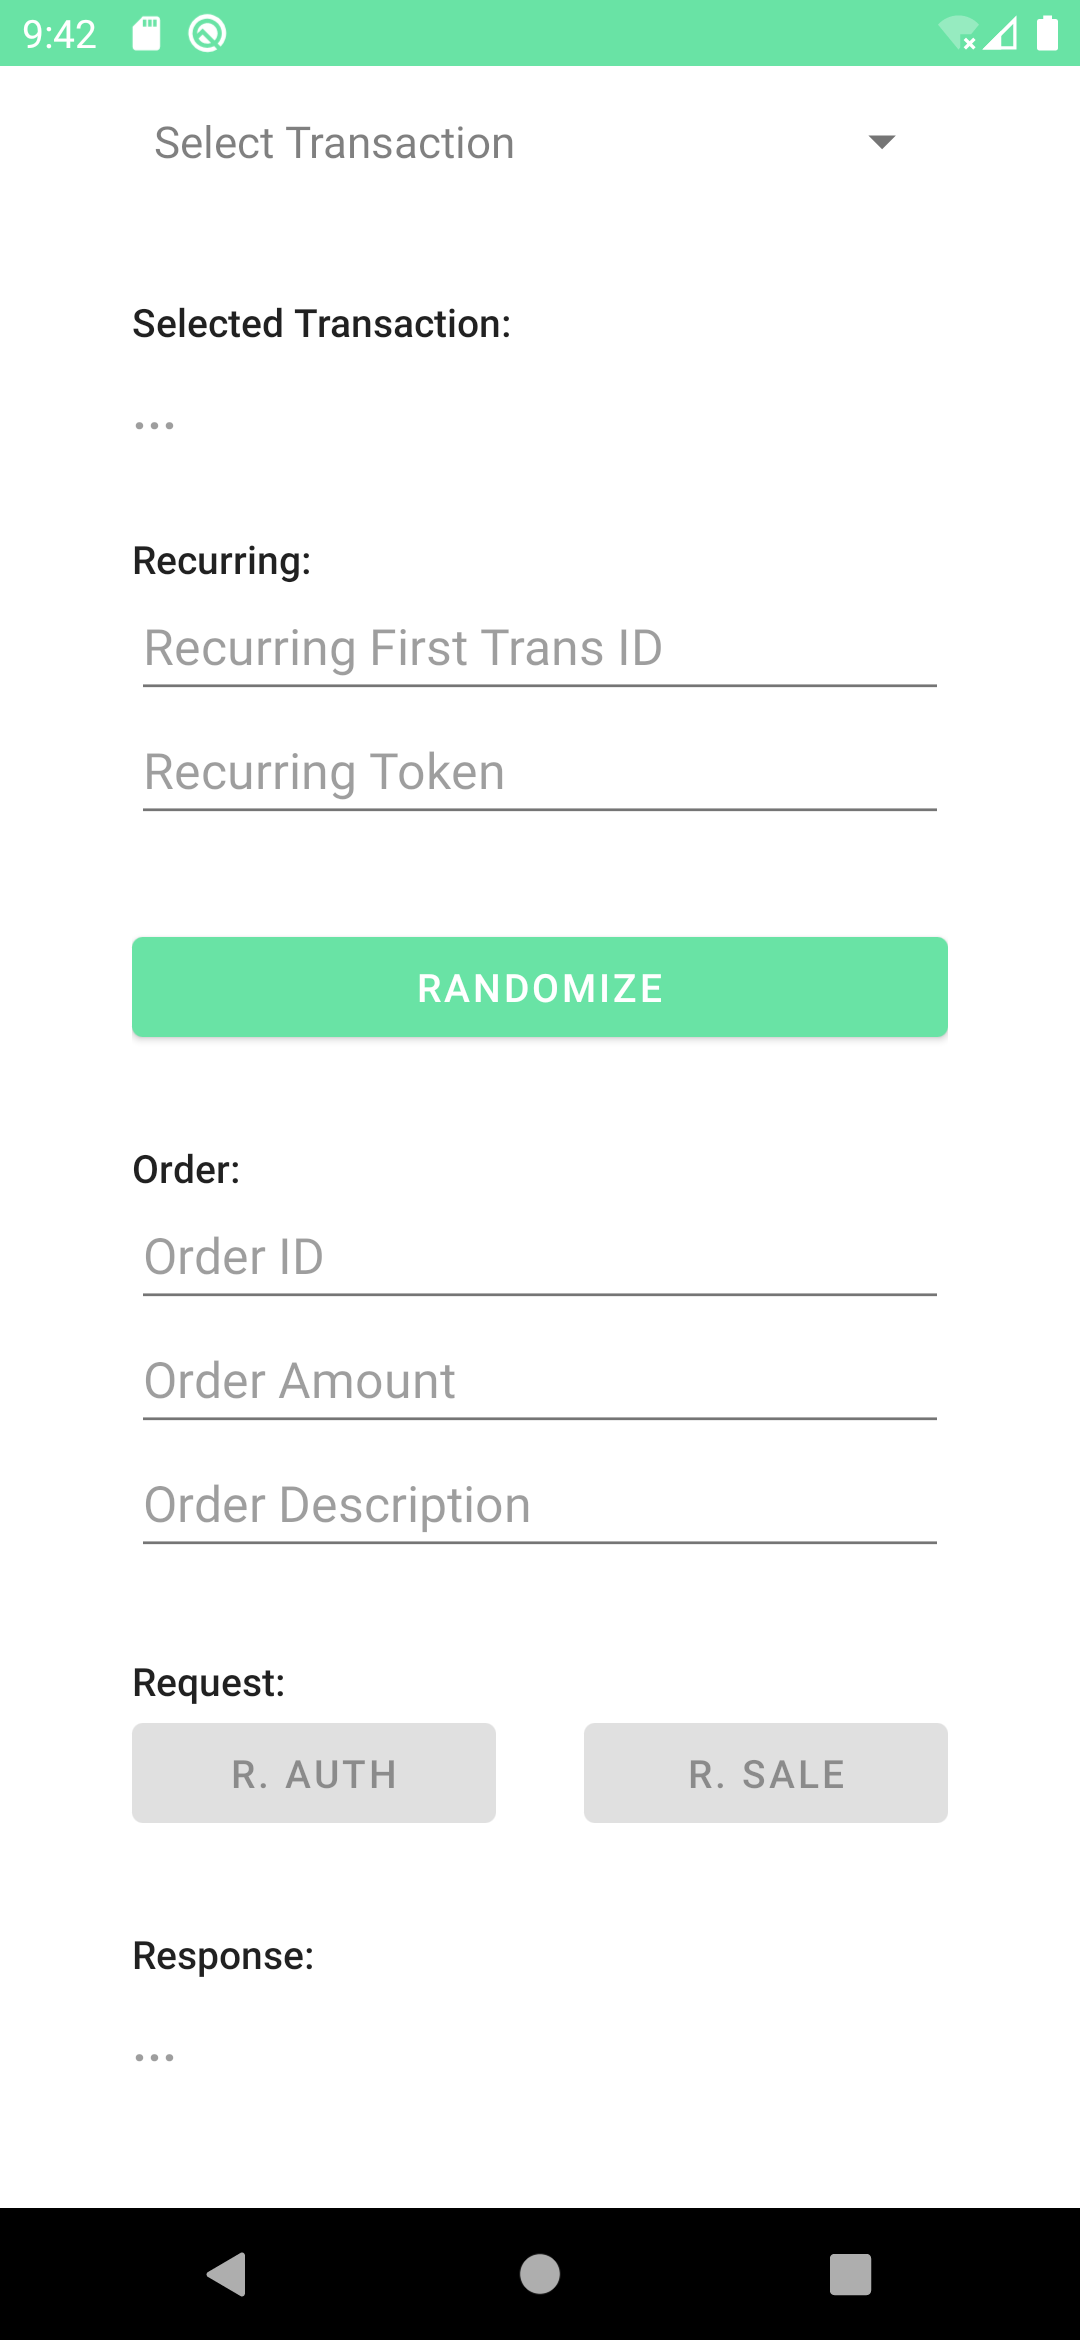 9:42
Select Transaction
Selected Transaction:
...
Recurring:
Recurring First Trans ID
Recurring Token
RANDOMIZE
Order:
Order ID
Order Amount
Order Description
Request:
R. AUTH R. SALE
Response:
...